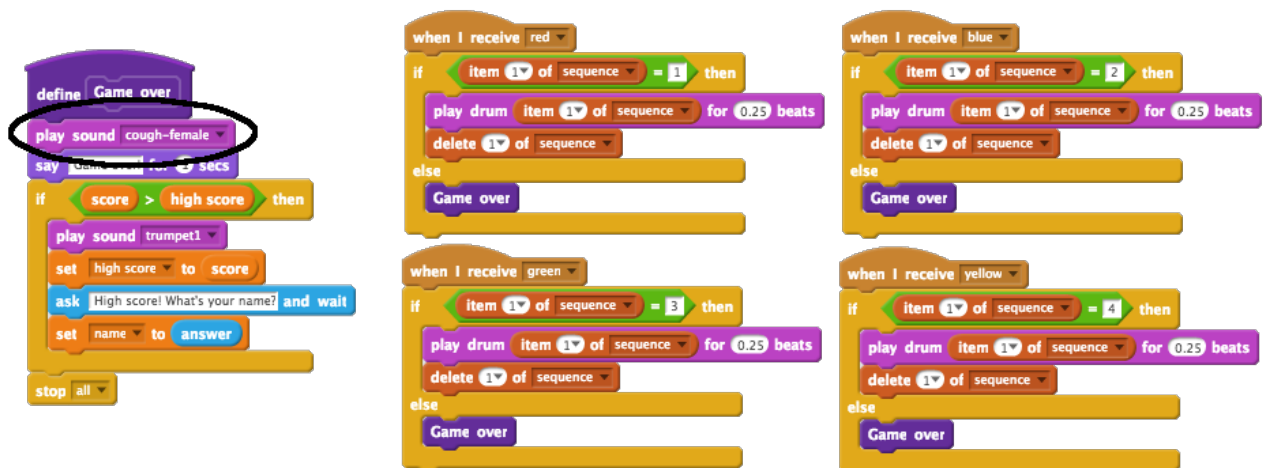 define Game over
play sound cough-female
say Game over! for 1 secs
if score > high score then
play sound trumpet1
set high score to score
ask High score! What's your name? and wait
set name to answer
stop all
when I receive red
if item 1 of sequence = 1 then
play drum item 1 of sequence for 0.25 beats
delete 1 of sequence
else
Game over
when I receive blue
if item 1 of sequence = 2 then
play drum item 1 of sequence for 0.25 beats
delete 1 of sequence
else
Game over
when I receive green
if item 1 of sequence = 3 then
play drum item 1 of sequence for 0.25 beats
delete 1 of sequence
else
Game over
when I receive yellow
if item 1 of sequence = 4 then
play drum item 1 of sequence for 0.25 beats
delete 1 of sequence
else
Game over